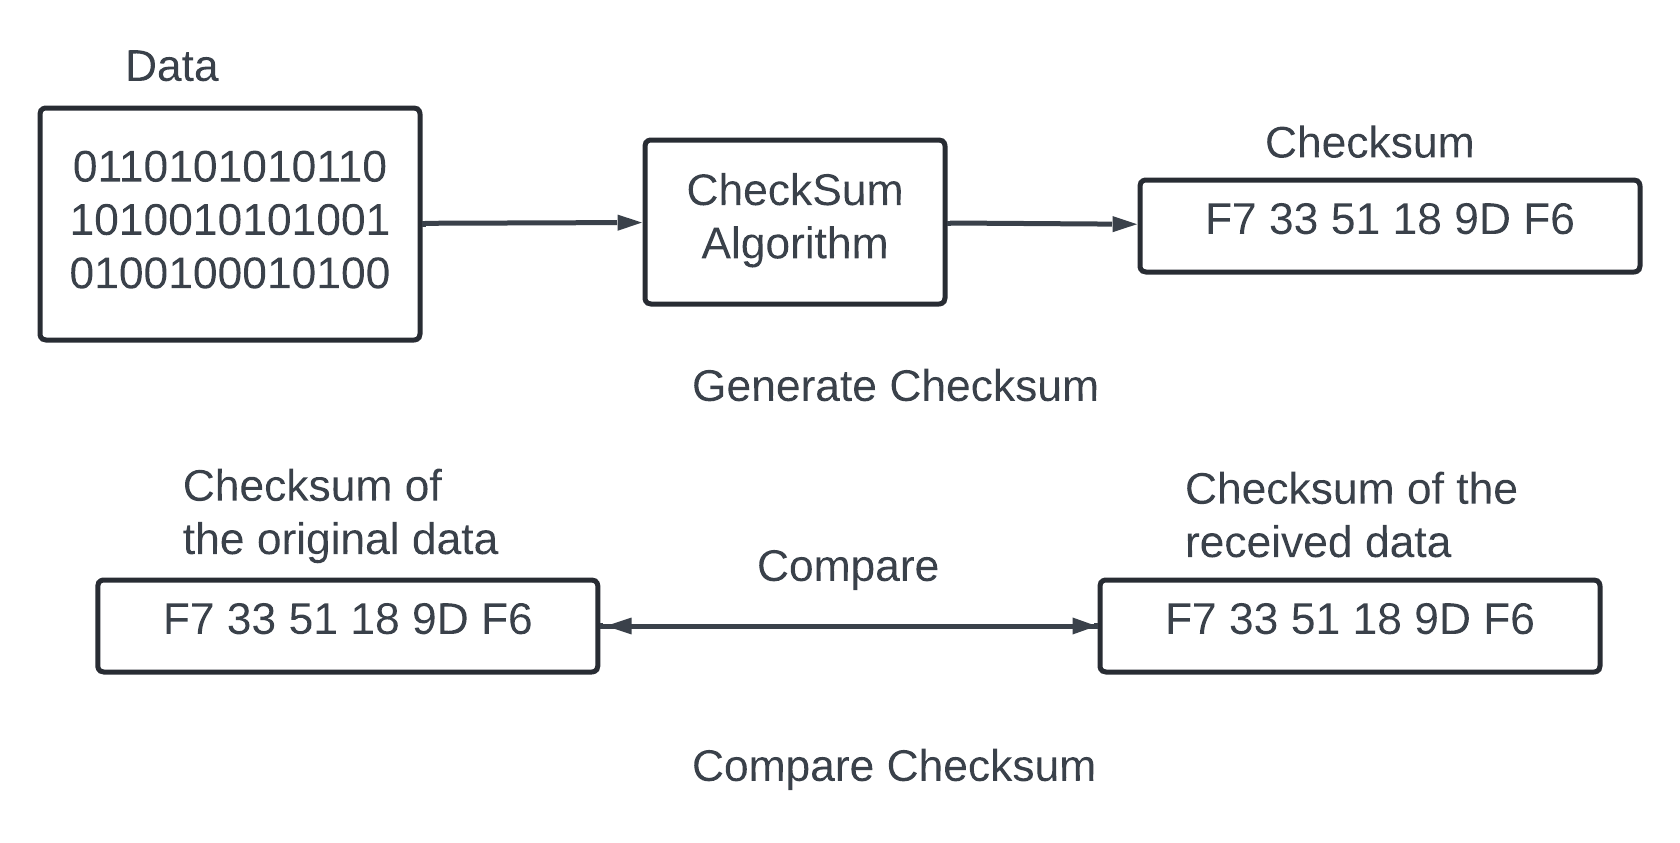 Data
0110101010110
1010010101001
0100100010100
CheckSum
Algorithm
Checksum
F7 33 51 18 9D F6
Generate Checksum
Checksum of
the original data
F7 33 51 18 9D F6
Compare
Checksum of the
received data
F7 33 51 18 9D F6
Compare Checksum